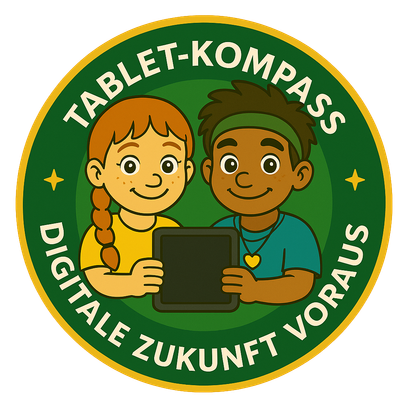 TABLET-KOMPASS
DIGITALE ZUKUNFT VORAUS